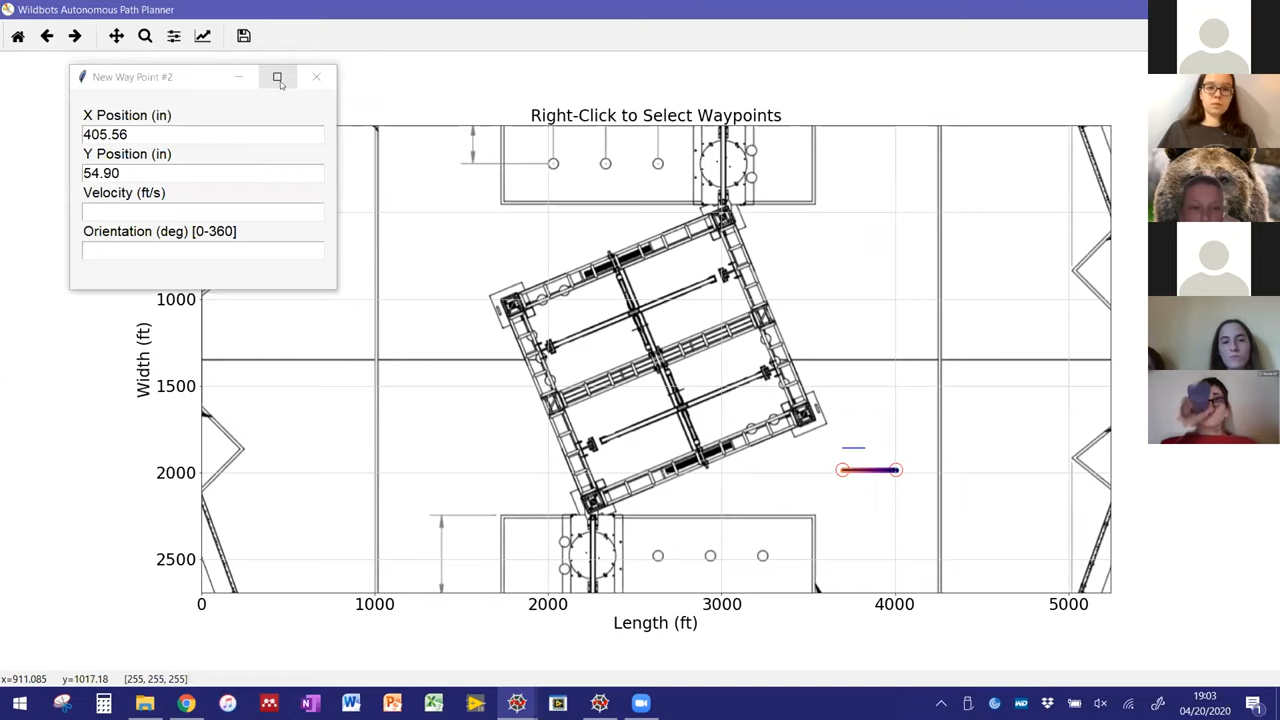 Wildbots Autonomous Path Planner
New Way Point #2
X Position (in)
405.56
Y Position (in)
54.90
Velocity (ft/s)
Orientation (deg) [0-360]
Right-Click to Select Waypoints
1000
1500
2000
2500
Width (ft)
0 1000 2000 3000 4000 5000
Length (ft)
x=911.085 y=1017.18 [255, 255, 255]
19:03
04/20/2020